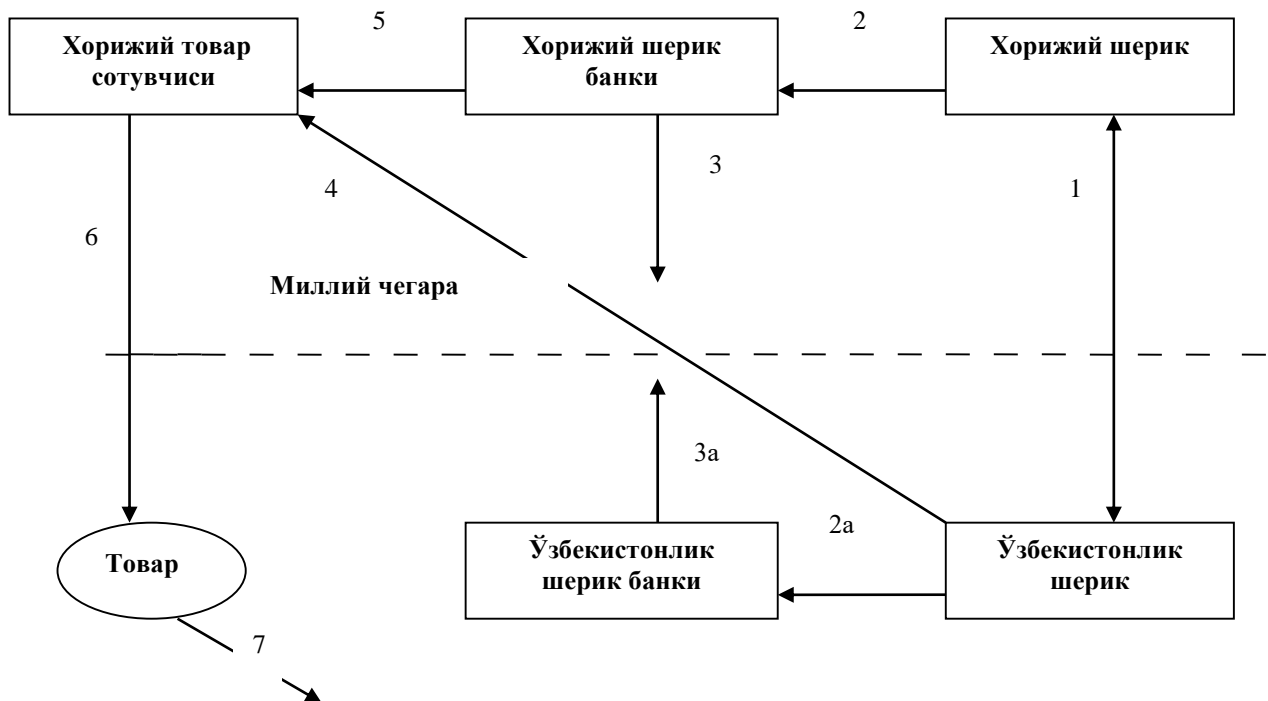 5
2
Хорижий товар
сотувчиси
Хорижий шерик
банки
Хорижий шерик
4
3
1
6
Миллий чегара
3а
2а
Товар
Ўзбекистонлик
шерик банки
Ўзбекистонлик
шерик
7